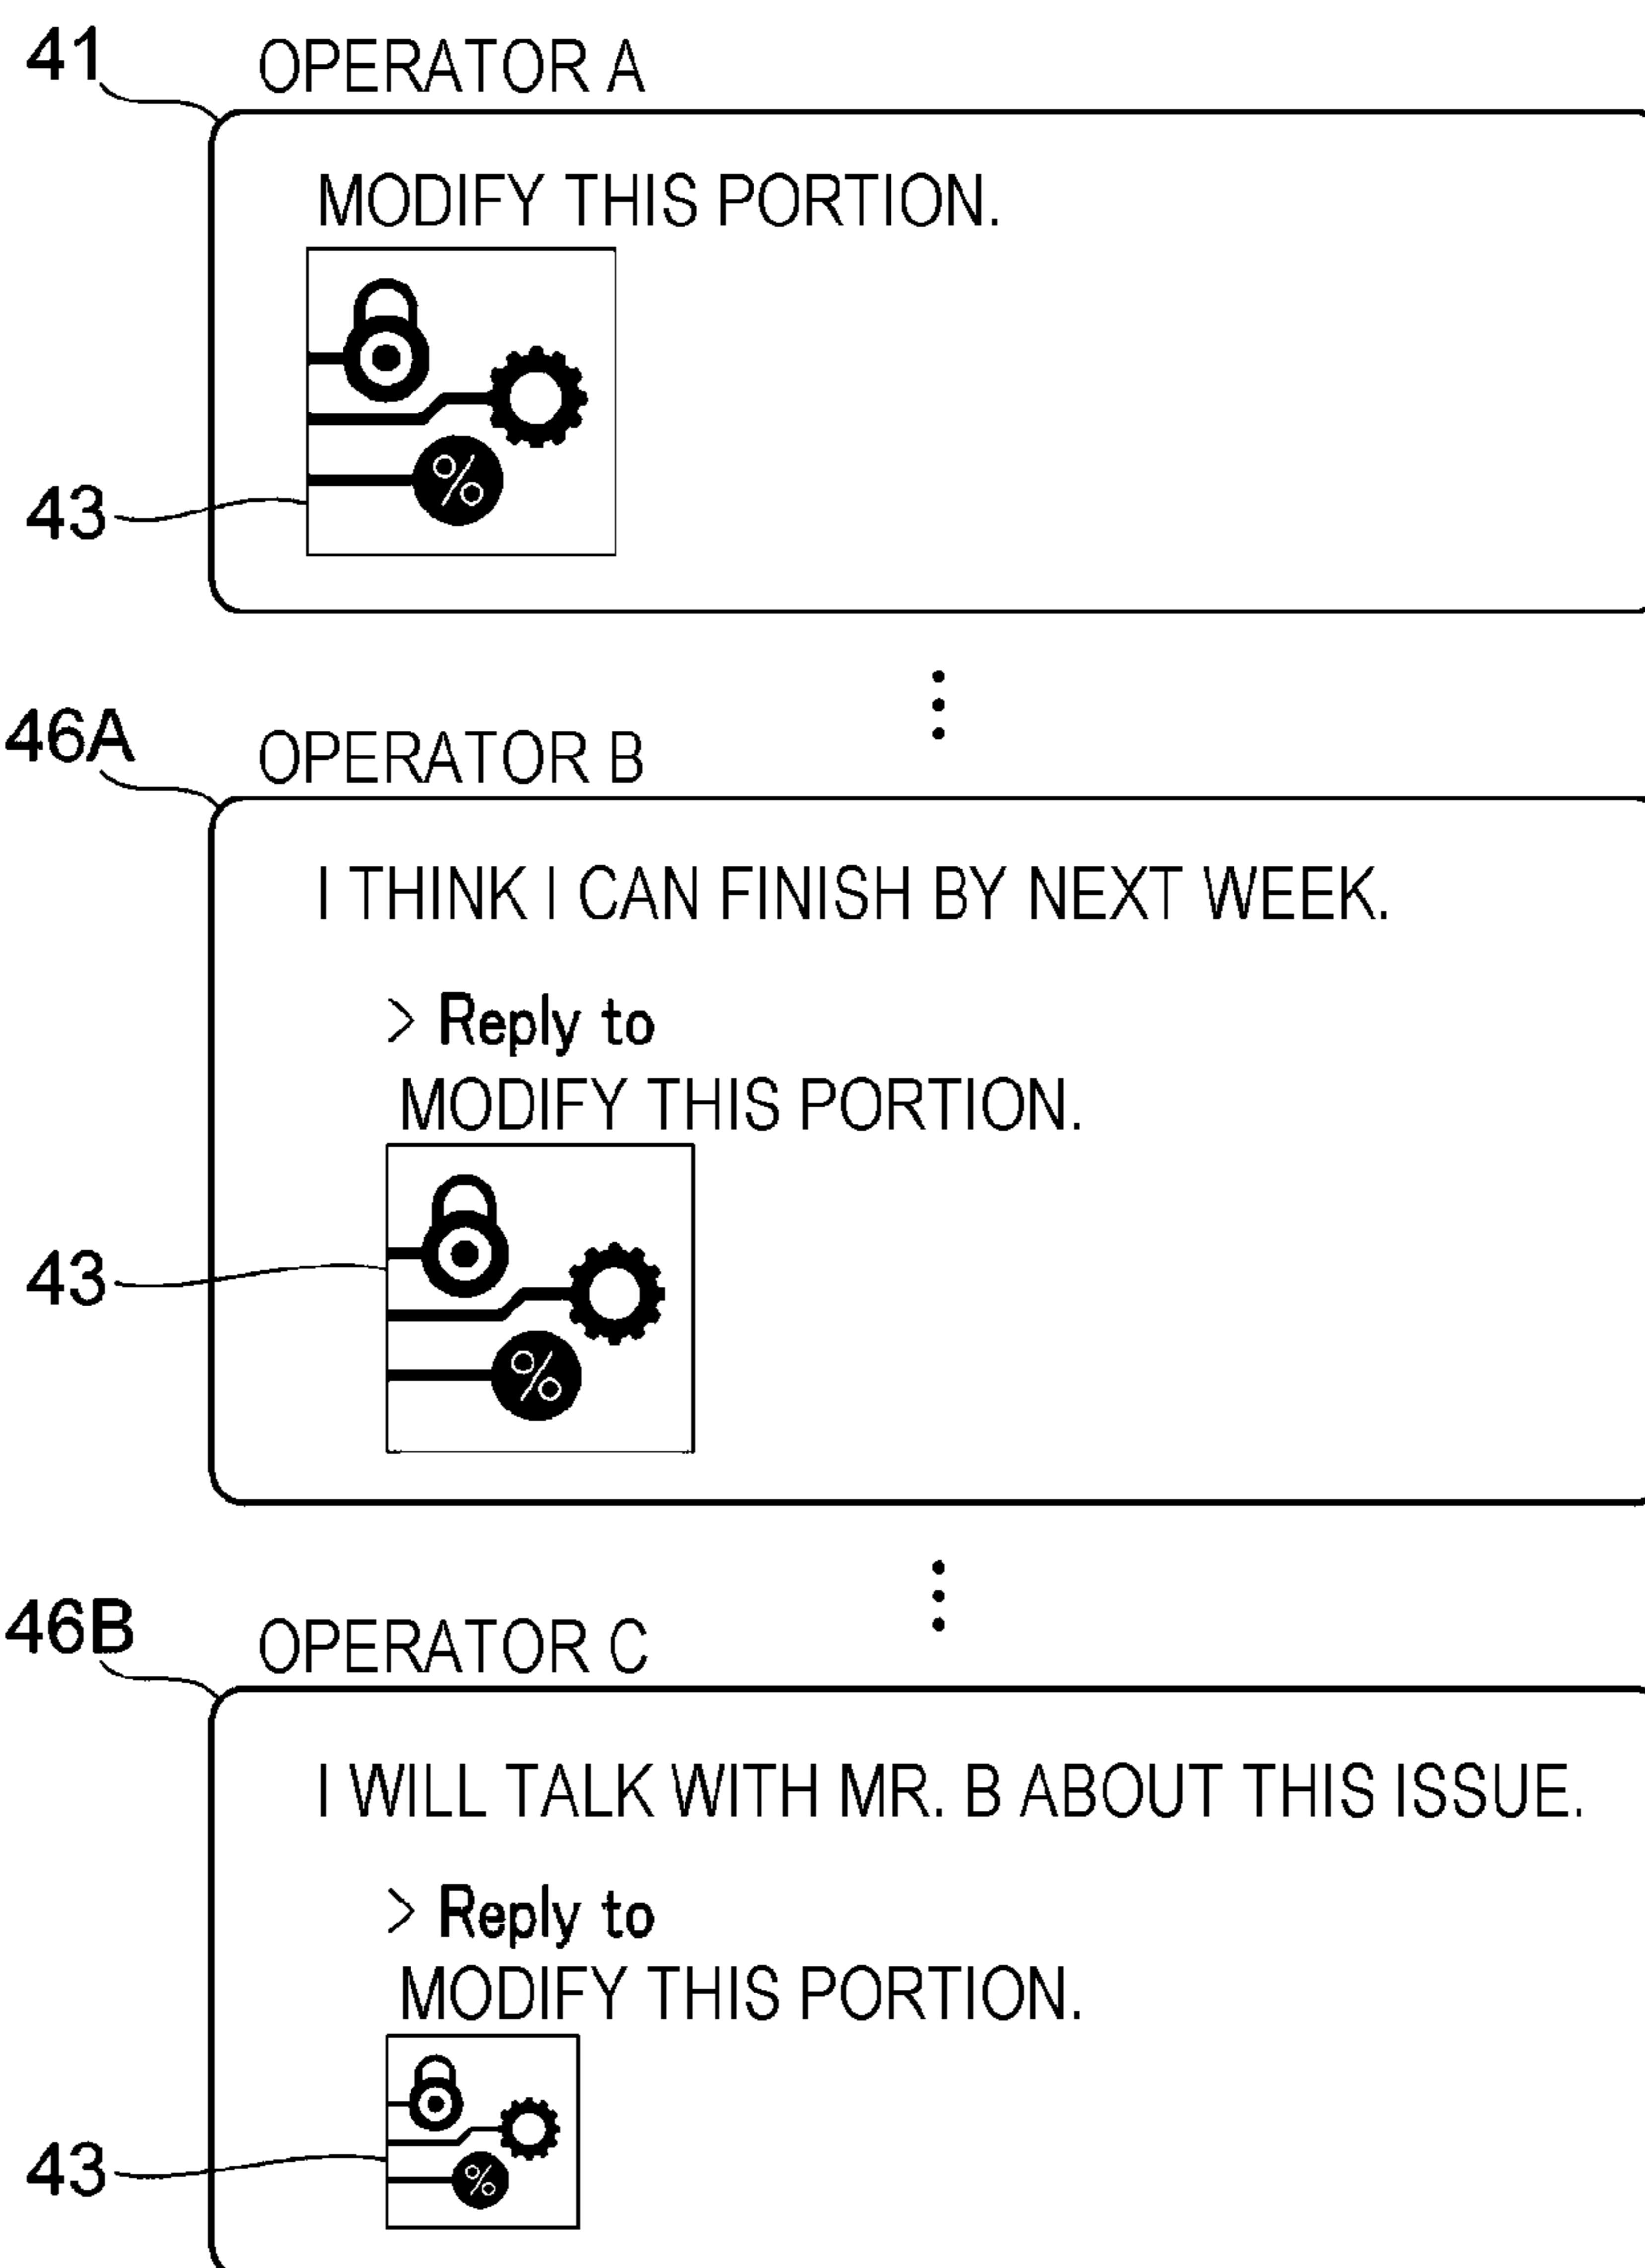 41
OPERATOR A
MODIFY THIS PORTION.
%
43
46A
OPERATOR B
I THINK I CAN FINISH BY NEXT WEEK.
> Reply to
MODIFY THIS PORTION.
43
%
46B
OPERATOR C
I WILL TALK WITH MR. B ABOUT THIS ISSUE.
> Reply to
MODIFY THIS PORTION.
43
%